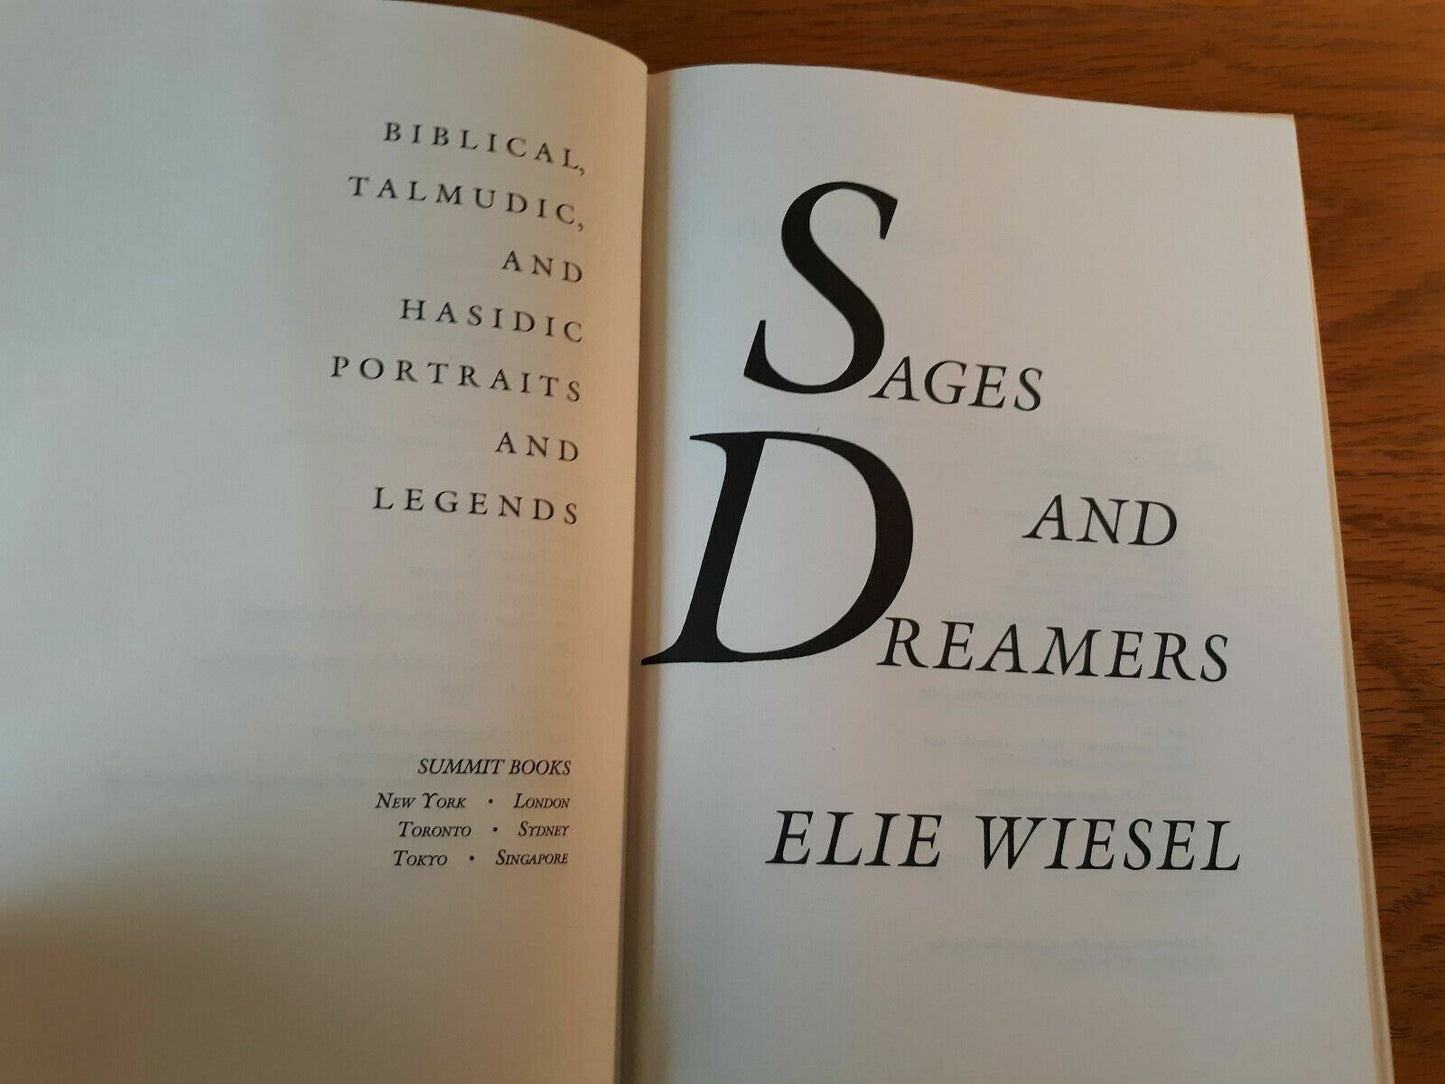 BIBLICAL,
TALMUDIC,
AND
HASIDIC
PORTRAITS
AND
LEGENDS
SUMMIT BOOKS
NEW YORK • LONDON
TORONTO • SYDNEY
TOKYO • SINGAPORE
SAGES
AND
DREAMERS
ELIE WIESEL